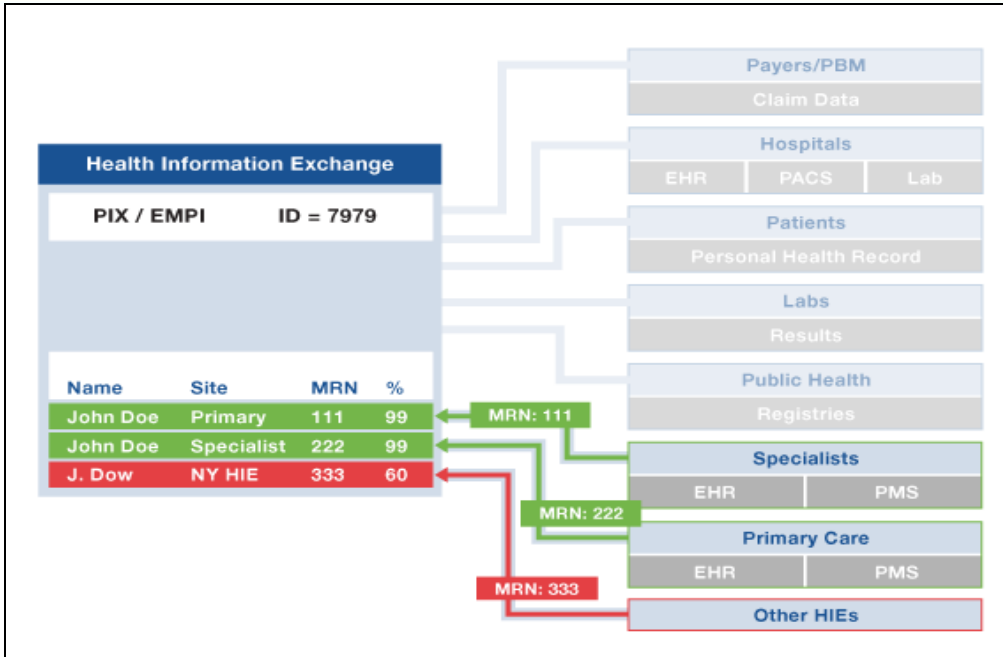 Health Information Exchange
PIX / EMPI ID = 7979
Name Site MRN %
John Doe Primary 111 99
John Doe Specialist 222 99
J. Dow NY HIE 333 60
MRN: 111
MRN: 222
MRN: 333
Payers/PBM
Claim Data
Hospitals
EHR PACS Lab
Patients
Personal Health Record
Labs
Results
Public Health
Registries
Specialists
EHR PMS
Primary Care
EHR PMS
Other HIEs